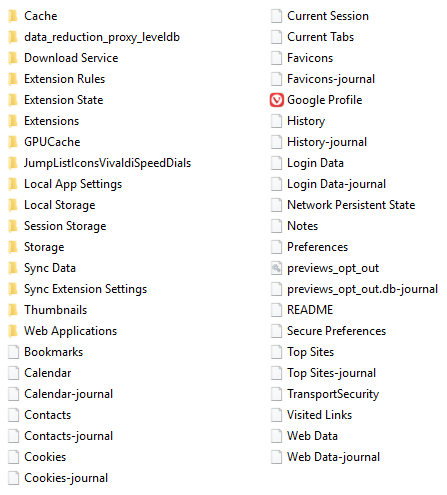 Cache
data_reduction_proxy_leveldb
Download Service
Extension Rules
Extension State
Extensions
GPUCache
JumpListIconsVivaldiSpeedDials
Local App Settings
Local Storage
Session Storage
Storage
Sync Data
Sync Extension Settings
Thumbnails
Web Applications
Bookmarks
Calendar
Calendar-journal
Contacts
Contacts-journal
Cookies
Cookies-journal
Current Session
Current Tabs
Favicons
Favicons-journal
Google Profile
History
History-journal
Login Data
Login Data-journal
Network Persistent State
Notes
Preferences
previews_opt_out
previews_opt_out.db-journal
README
Secure Preferences
Top Sites
Top Sites-journal
TransportSecurity
Visited Links
Web Data
Web Data-journal